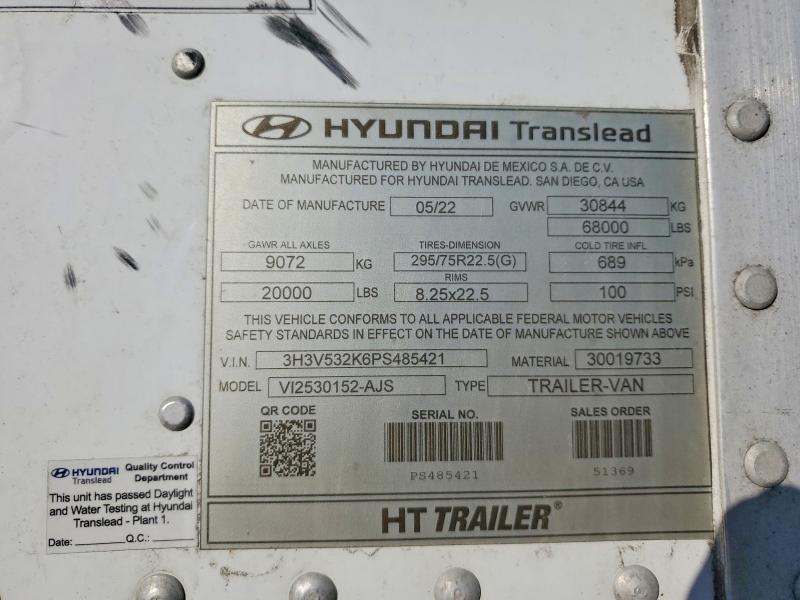 HYUNDAI Translead
MANUFACTURED BY HYUNDAI DE MEXICO S.A. DE C.V.
MANUFACTURED FOR HYUNDAI TRANSLEAD. SAN DIEGO, CA USA
DATE OF MANUFACTURE 05/22 GVWR 30844 KG
68000 LBS
GAWR ALL AXLES TIRES-DIMENSION COLD TIRE INFL
9072 KG 295/75R22.5(G) 689 kPa
RIMS
20000 LBS 8.25x22.5 100 PSI
THIS VEHICLE CONFORMS TO ALL APPLICABLE FEDERAL MOTOR VEHICLES
SAFETY STANDARDS IN EFFECT ON THE DATE OF MANUFACTURE SHOWN ABOVE
V.I.N. 3H3V532K6PS485421 MATERIAL 30019733
MODEL VI2530152-AJS TYPE TRAILER-VAN
QR CODE SERIAL NO. SALES ORDER
PS485421 51369
HT TRAILER®
HYUNDAI Translead Quality Control Department
This unit has passed Daylight
and Water Testing at Hyundai
Translead - Plant 1.
Date: Q.C.: